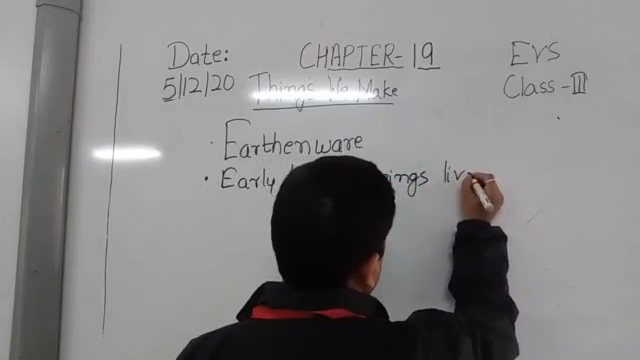 Date: CHAPTER-19 EVS
5/12/20 Things We Make Class-III
· Earthenware
· Early ings liv